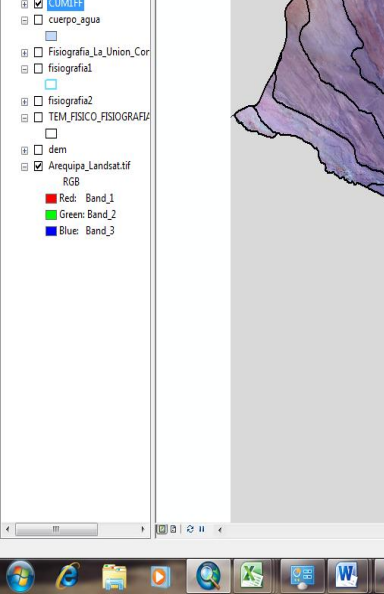 CUMIFF
cuerpo_agua
Fisiografia_La_Union_Cor
fisiografia1
fisiografia2
TEM_FISICO_FISIOGRAFIA
dem
Arequipa_Landsat.tif
RGB
Red: Band_1
Green: Band_2
Blue: Band_3